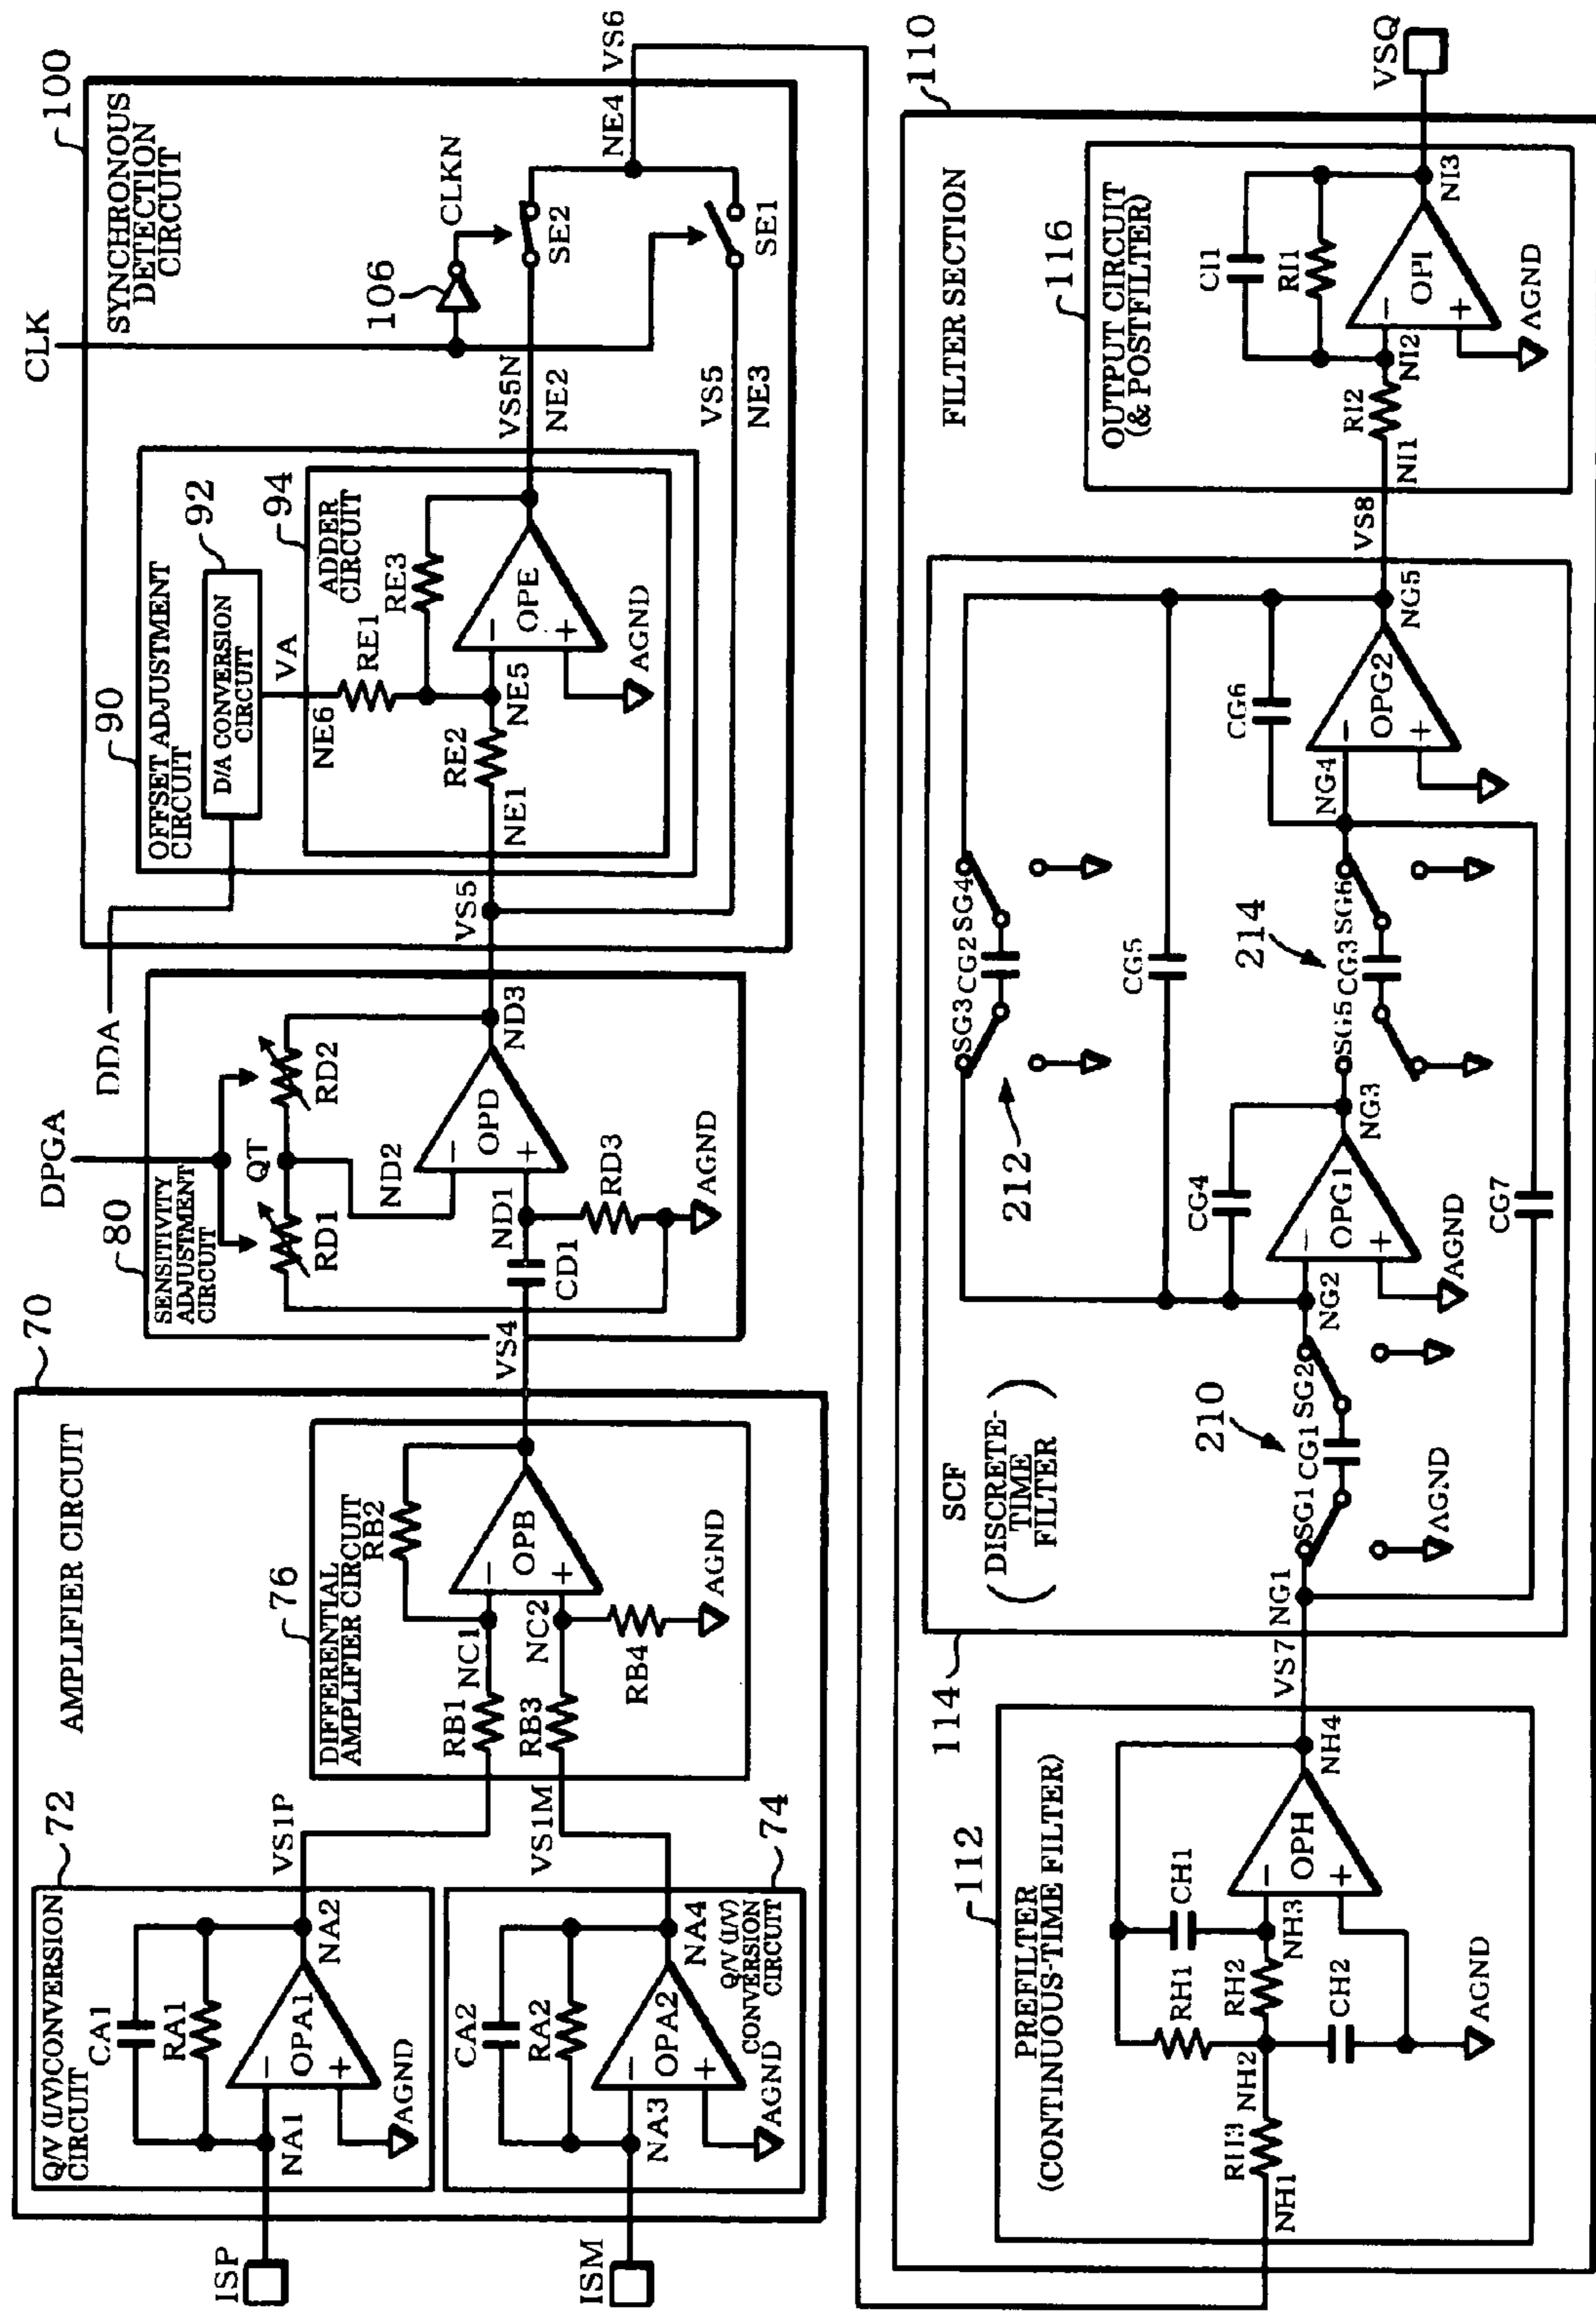 70
AMPLIFIER CIRCUIT
72
Q/V (I/V) CONVERSION
CIRCUIT
CA1
RA1
OPA1
-
+
NA1
NA2
AGND
ISP
VS1P
CA2
RA2
OPA2
-
+
NA3
NA4
Q/V (I/V)
CONVERSION
CIRCUIT
AGND
74
ISM
VS1M
76
DIFFERENTIAL
AMPLIFIER CIRCUIT
RB2
RB1
NC1
RB3
NC2
OPB
-
+
RB4
AGND
VS4
DPGA
80
SENSITIVITY
ADJUSTMENT
CIRCUIT
QT
RD1
RD2
ND2
OPD
-
+
ND1
CD1
RD3
AGND
ND3
DDA
VS5
CLK
100
SYNCHRONOUS
DETECTION
CIRCUIT
90
OFFSET ADJUSTMENT
CIRCUIT
92
D/A CONVERSION
CIRCUIT
VA
94
ADDER
CIRCUIT
NE6
RE1
RE3
NE1
RE2
NE5
OPE
-
+
AGND
VS5N
NE2
VS5
NE3
106
CLKN
SE2
SE1
NE4
VS6
110
FILTER SECTION
112
PREFILTER
(CONTINUOUS-TIME FILTER)
RH1
CH1
NH1
RH3
NH2
RH2
NH3
CH2
OPH
-
+
NH4
AGND
VS7
114
SCF
(DISCRETE-
TIME
FILTER)
212
SG3
CG2
SG4
CG5
210
NG1
SG1
CG1
SG2
NG2
AGND
CG4
OPG1
-
+
AGND
NG3
214
SG5
CG3
SG6
NG4
CG6
CG7
OPG2
-
+
NG5
VS8
116
OUTPUT CIRCUIT
(& POSTFILTER)
CI1
RI1
NI1
RI2
NI2
OPI
-
+
AGND
NI3
VSQ